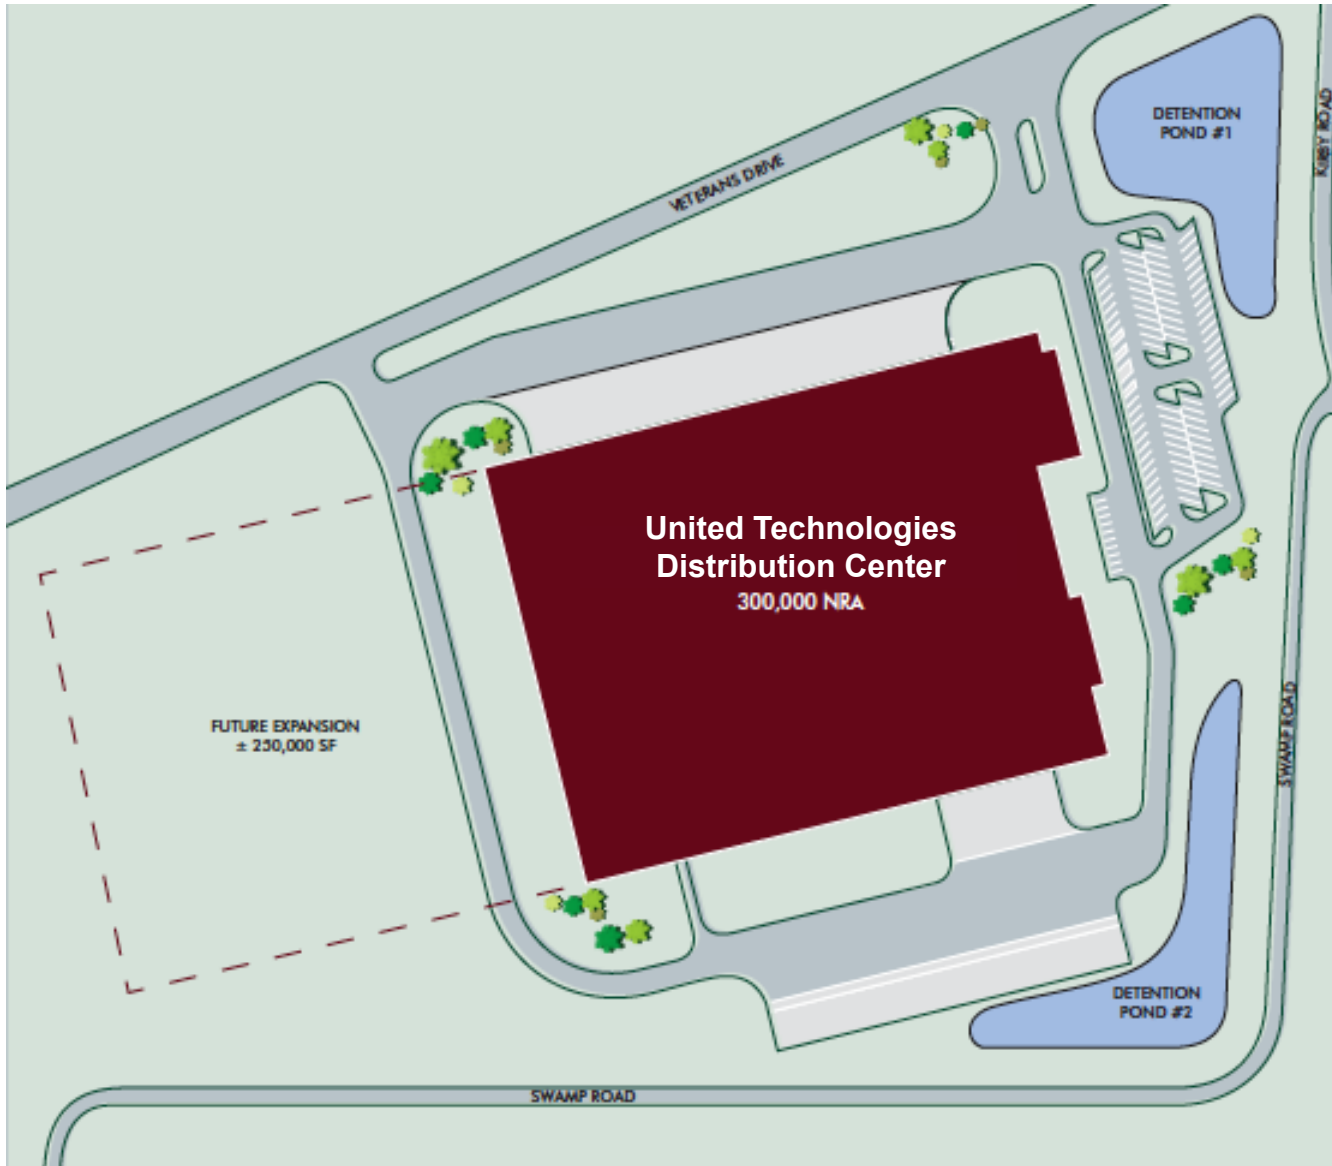 DETENTION
POND #1
KIRBY ROAD
VETERANS DRIVE
United Technologies
Distribution Center
300,000 NRA
FUTURE EXPANSION
± 250,000 SF
SWAMP ROAD
DETENTION
POND #2
SWAMP ROAD